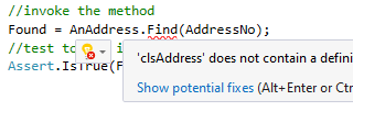 //invoke the method
Found = AnAddress.Find(AddressNo);
//test to
'clsAddress' does not contain a defini
Assert.IsTrue(F
Show potential fixes (Alt+Enter or Ctr